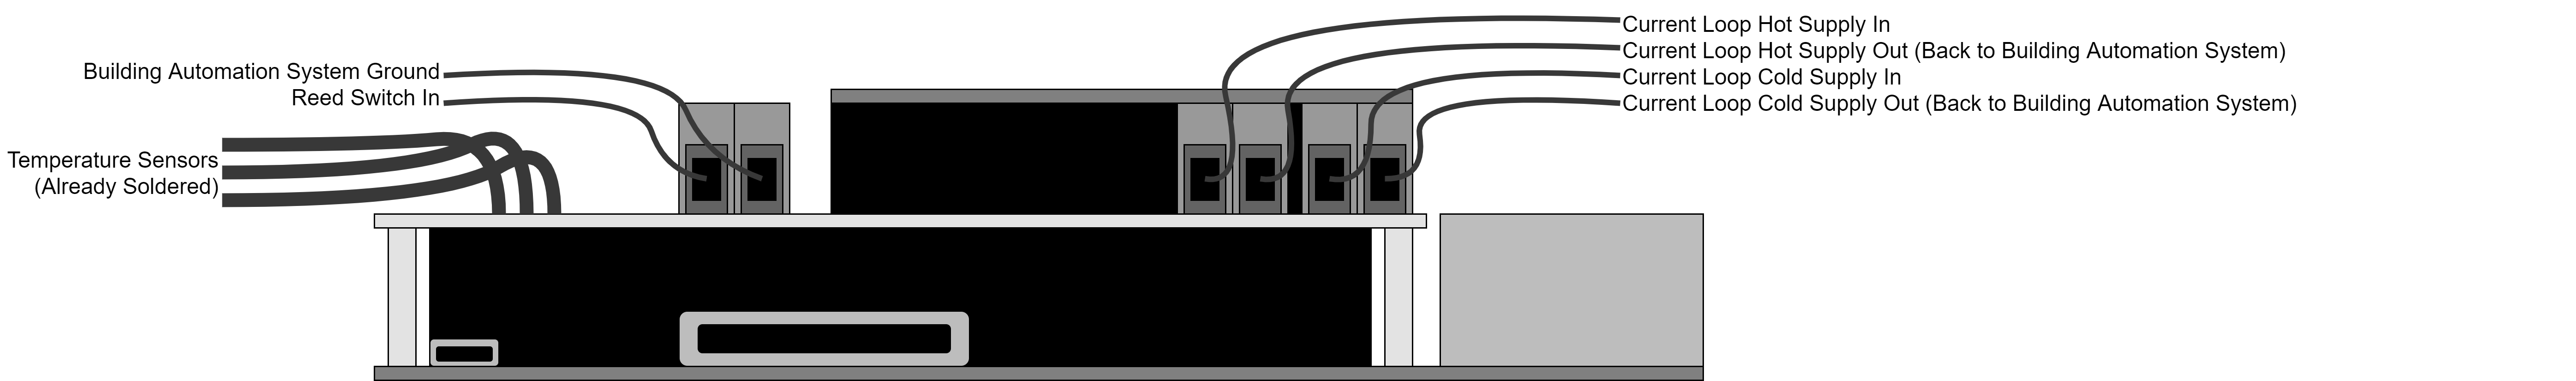 Building Automation System Ground
Reed Switch In
Temperature Sensors
(Already Soldered)
Current Loop Hot Supply In
Current Loop Hot Supply Out (Back to Building Automation System)
Current Loop Cold Supply In
Current Loop Cold Supply Out (Back to Building Automation System)